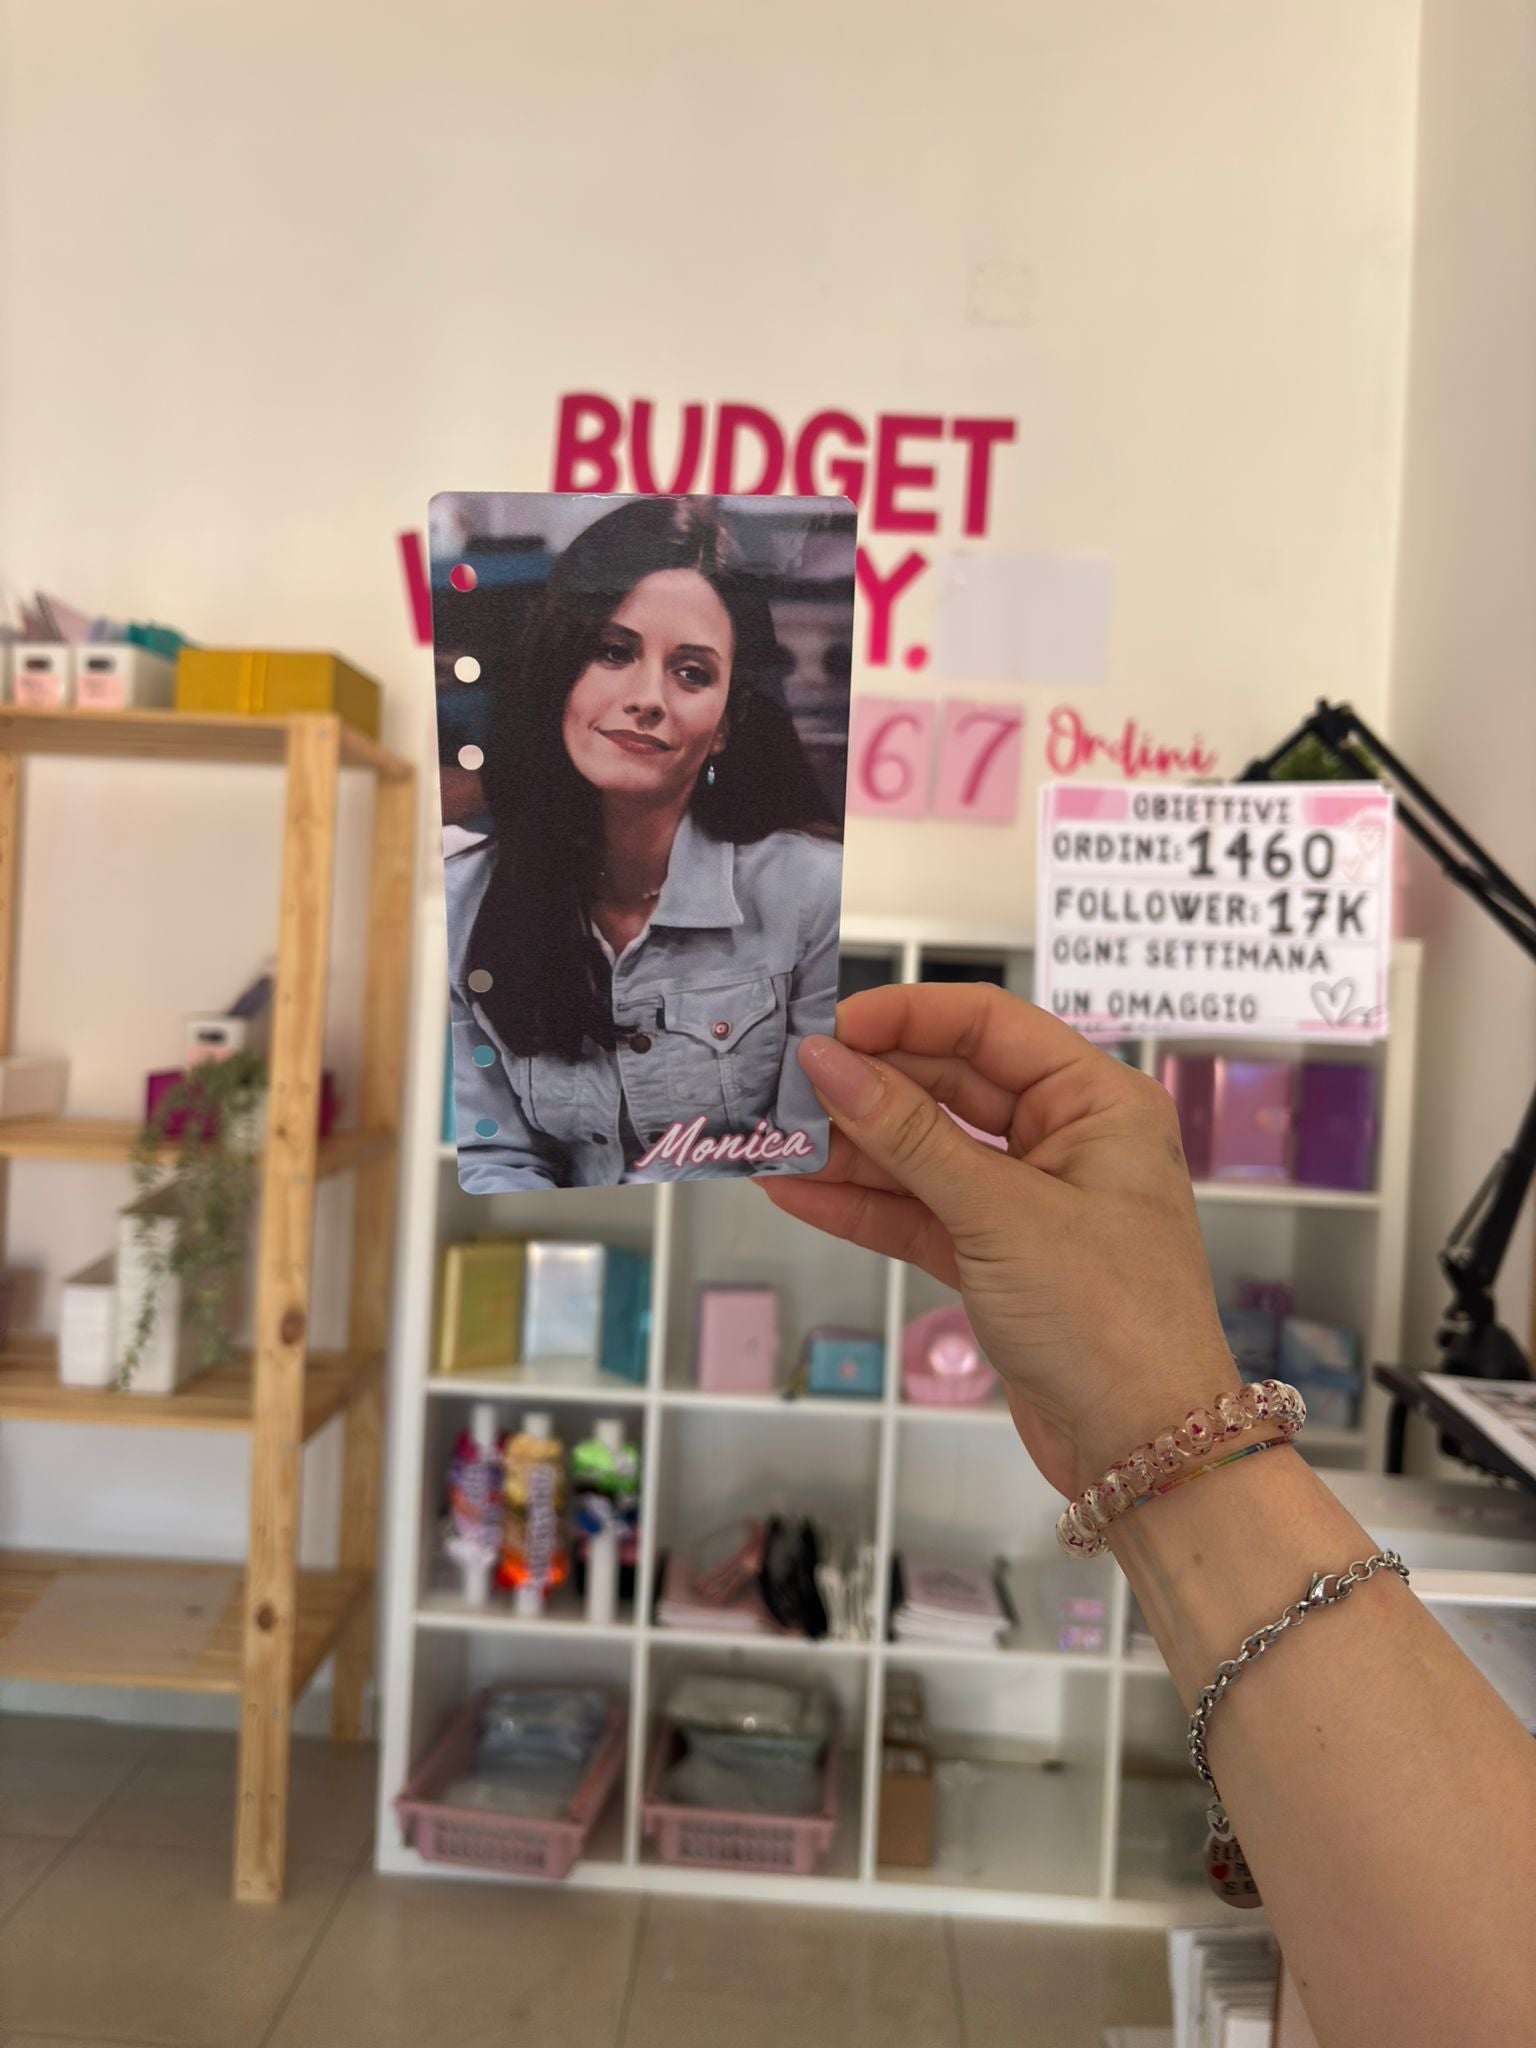 BUDGET
Y.
67
Ordini
OBIETTIVI
ORDINI: 1460
FOLLOWER: 17K
OGNI SETTIMANA
UN OMAGGIO
Monica